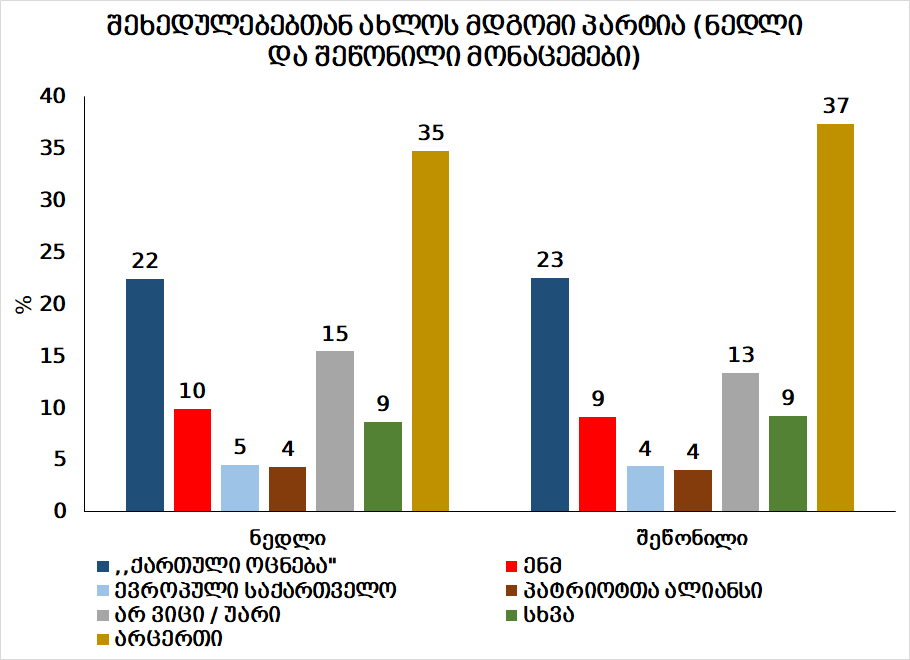 ᲨᲔᲮᲔᲓᲣᲚᲔᲑᲔᲑᲗᲐᲜ ᲐᲮᲚᲝᲡ ᲛᲓᲒᲝᲛᲘ ᲞᲐᲠᲢᲘᲐ (ᲜᲔᲓᲚᲘ
ᲓᲐ ᲨᲔᲬᲝᲜᲘᲚᲘ ᲛᲝᲜᲐᲪᲔᲛᲔᲑᲘ)
%
40
35
30
25
20
15
10
5
0
22
10
5
4
15
9
35
23
9
4
4
13
9
37
ᲜᲔᲓᲚᲘ
ᲨᲔᲬᲝᲜᲘᲚᲘ
,,ᲥᲐᲠᲗᲣᲚᲘ ᲝᲪᲜᲔᲑᲐ"
ᲔᲜᲛ
ᲔᲕᲠᲝᲞᲣᲚᲘ ᲡᲐᲥᲐᲠᲗᲕᲔᲚᲝ
ᲞᲐᲢᲠᲘᲝᲢᲗᲐ ᲐᲚᲘᲐᲜᲡᲘ
ᲐᲠ ᲕᲘᲪᲘ / ᲣᲐᲠᲘ
ᲡᲮᲕᲐ
ᲐᲠᲪᲔᲠᲗᲘ